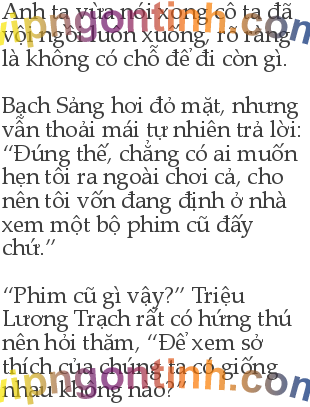 Anh ta vừa nói xong cô ta đã
vội ngồi luôn xuống, rõ ràng
là không có chỗ để đi còn gì.
Bạch Sảng hơi đỏ mặt, nhưng
vẫn thoải mái tự nhiên trả lời:
“Đúng thế, chẳng có ai muốn
hẹn tôi ra ngoài chơi cả, cho
nên tôi vốn đang định ở nhà
xem một bộ phim cũ đấy
chứ.”
“Phim cũ gì vậy?” Triệu
Lương Trạch rất có hứng thú
nên hỏi thăm, “Để xem sở
thích của chúng ta có giống
nhau không nào?”
vipngontinh.com
vipngontinh.com